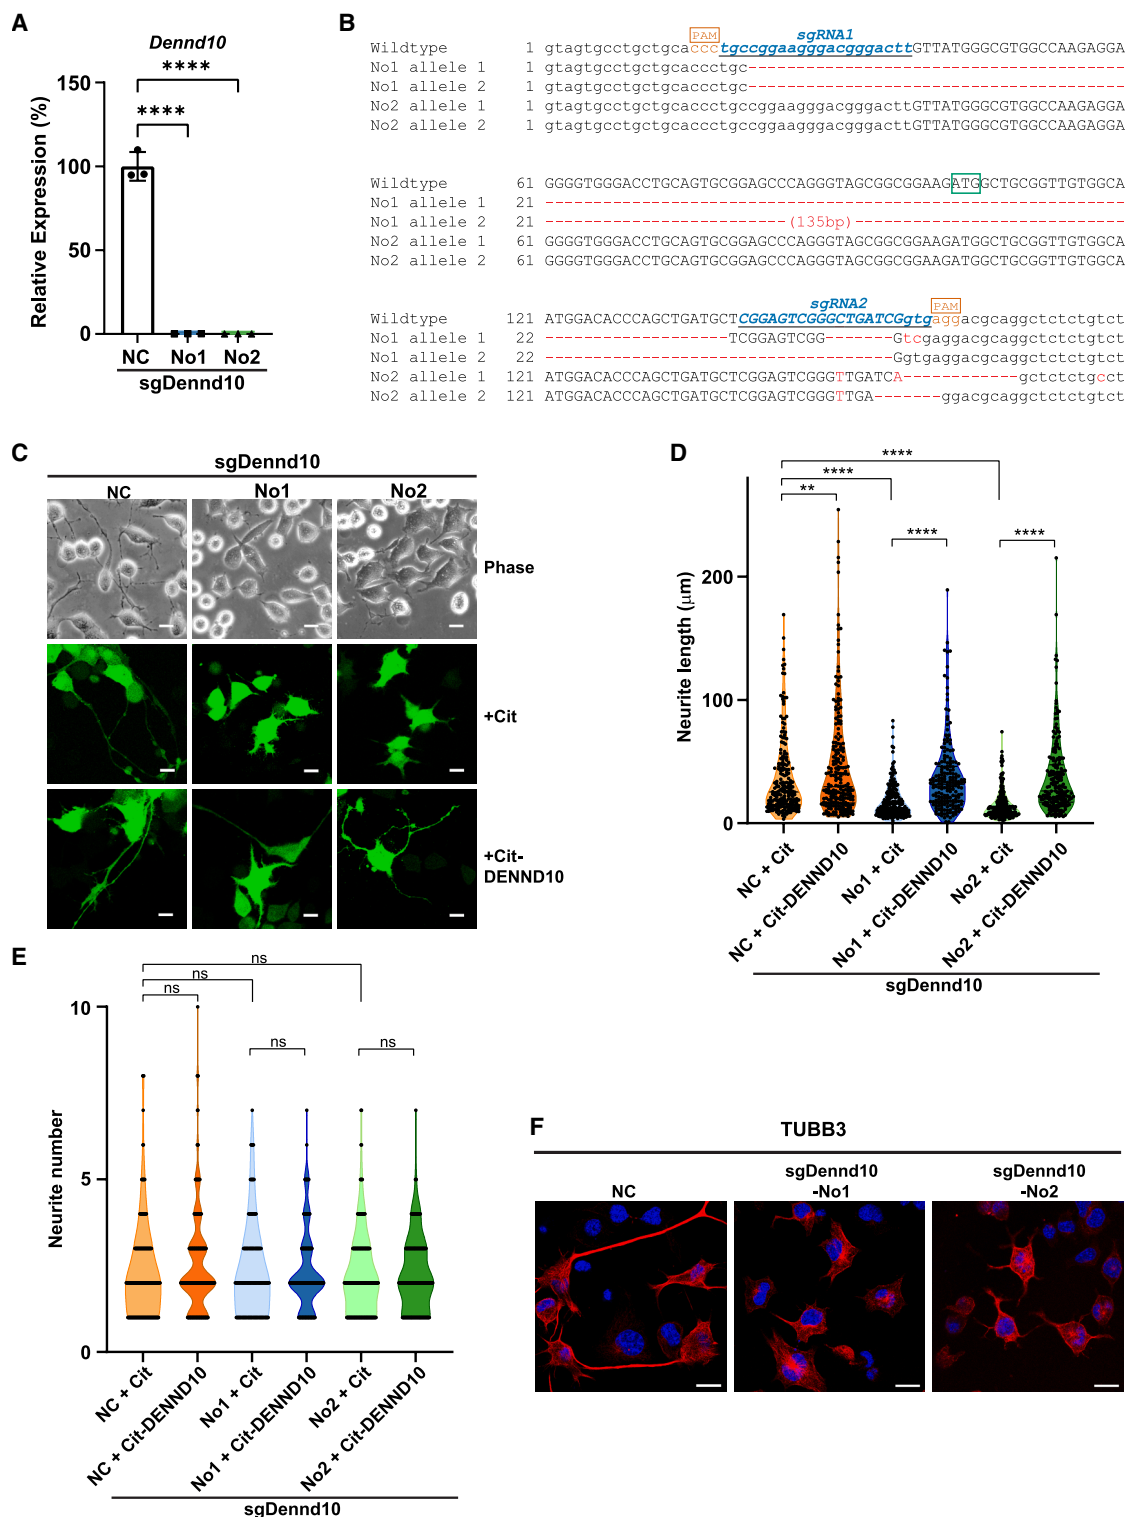 A
Dennd10
****
****
Relative Expression (%)
150
100
50
0
NC No1 No2
sgDennd10
B
PAM sgRNA1
Wildtype 1 gtagtgcctgctgcaccctgccggaagggacgggacttGTTATGGGCGTGGCCAAGAGGA
No1 allele 1 1 gtagtgcctgctgcaccctgc---------------------------------------
No1 allele 2 1 gtagtgcctgctgcaccctgc---------------------------------------
No2 allele 1 1 gtagtgcctgctgcaccctgccggaagggacgggacttGTTATGGGCGTGGCCAAGAGGA
No2 allele 2 1 gtagtgcctgctgcaccctgccggaagggacgggacttGTTATGGGCGTGGCCAAGAGGA
Wildtype 61 GGGGTGGGACCTGCAGTGCGGAGCCCAGGGTAGCGGCGGAAGATGGCTGCGGTTGTGGCA
No1 allele 1 21 ------------------------------------------------------------
No1 allele 2 21 -------------------------(135bp)----------------------------
No2 allele 1 61 GGGGTGGGACCTGCAGTGCGGAGCCCAGGGTAGCGGCGGAAGATGGCTGCGGTTGTGGCA
No2 allele 2 61 GGGGTGGGACCTGCAGTGCGGAGCCCAGGGTAGCGGCGGAAGATGGCTGCGGTTGTGGCA
sgRNA2 PAM
Wildtype 121 ATGGACACCCAGCTGATGCTCGGAGTCGGGCTGATCGgtgaggacgcaggctctctgtct
No1 allele 1 22 -------------------TCGGAGTCGG-------Gtcgaggacgcaggctctctgtct
No1 allele 2 22 ------------------------------------Ggtgaggacgcaggctctctgtct
No2 allele 1 121 ATGGACACCCAGCTGATGCTCGGAGTCGGGTTGATCA------------gctctctgcct
No2 allele 2 121 ATGGACACCCAGCTGATGCTCGGAGTCGGGTTGA-------ggacgcaggctctctgtct
C
sgDennd10
NC No1 No2
Phase
+Cit
+Cit-
DENND10
D
****
****
**
**** ****
Neurite length (μm)
200
100
0
NC + Cit
NC + Cit-DENND10
No1 + Cit
No1 + Cit-DENND10
No2 + Cit
No2 + Cit-DENND10
sgDennd10
E
ns
ns
ns
ns ns
Neurite number
10
5
0
NC + Cit
NC + Cit-DENND10
No1 + Cit
No1 + Cit-DENND10
No2 + Cit
No2 + Cit-DENND10
sgDennd10
F
TUBB3
NC
sgDennd10
-No1
sgDennd10
-No2